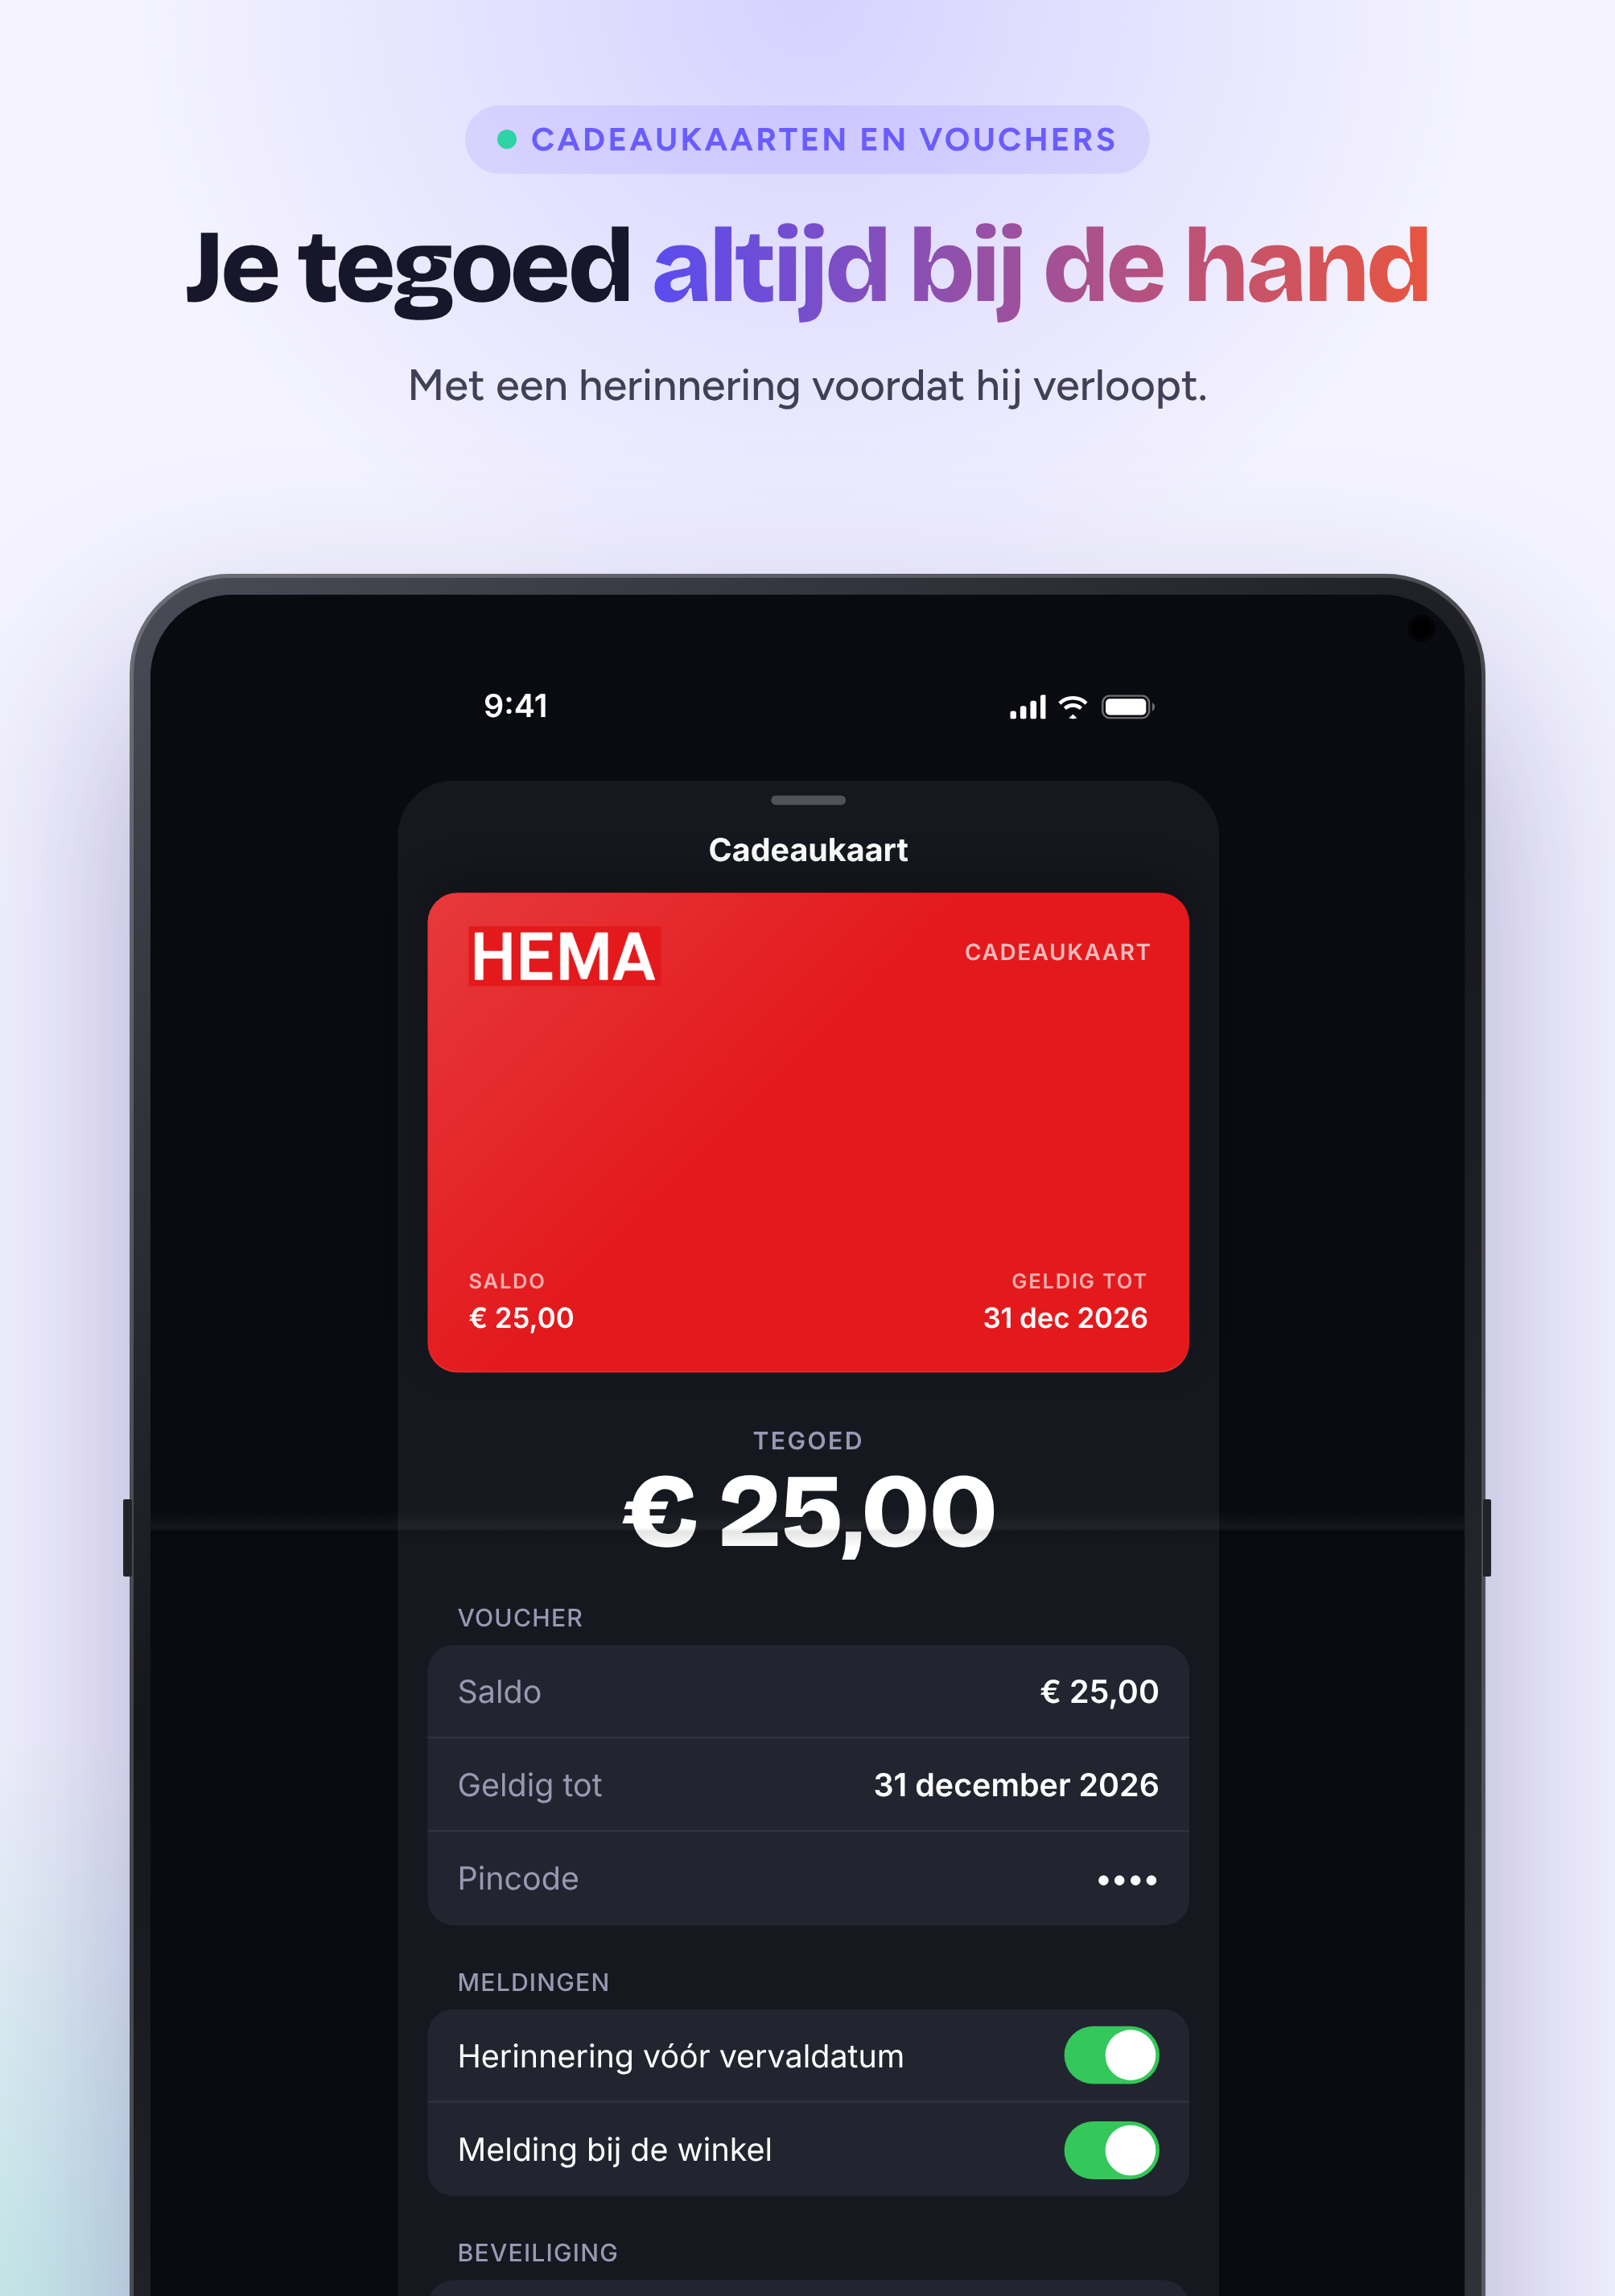 CADEAUKAARTEN EN VOUCHERS
Je tegoed altijd bij de hand
Met een herinnering voordat hij verloopt.
9:41
Cadeaukaart
HEMA
CADEAUKAART
SALDO
GELDIG TOT
€ 25,00
31 dec 2026
TEGOED
€ 25,00
VOUCHER
Saldo € 25,00
Geldig tot 31 december 2026
Pincode ••••
MELDINGEN
Herinnering vóór vervaldatum
Melding bij de winkel
BEVEILIGING